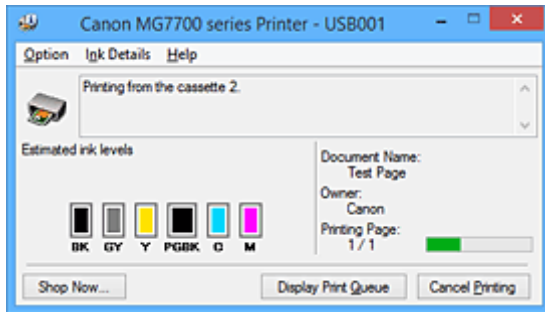 Canon MG7700 series Printer - USB001
Option Ink Details Help
Printing from the cassette 2.
Estimated ink levels
BK GY Y PGBK C M
Document Name:
Test Page
Owner:
Canon
Printing Page:
1 / 1
Shop Now... Display Print Queue Cancel Printing